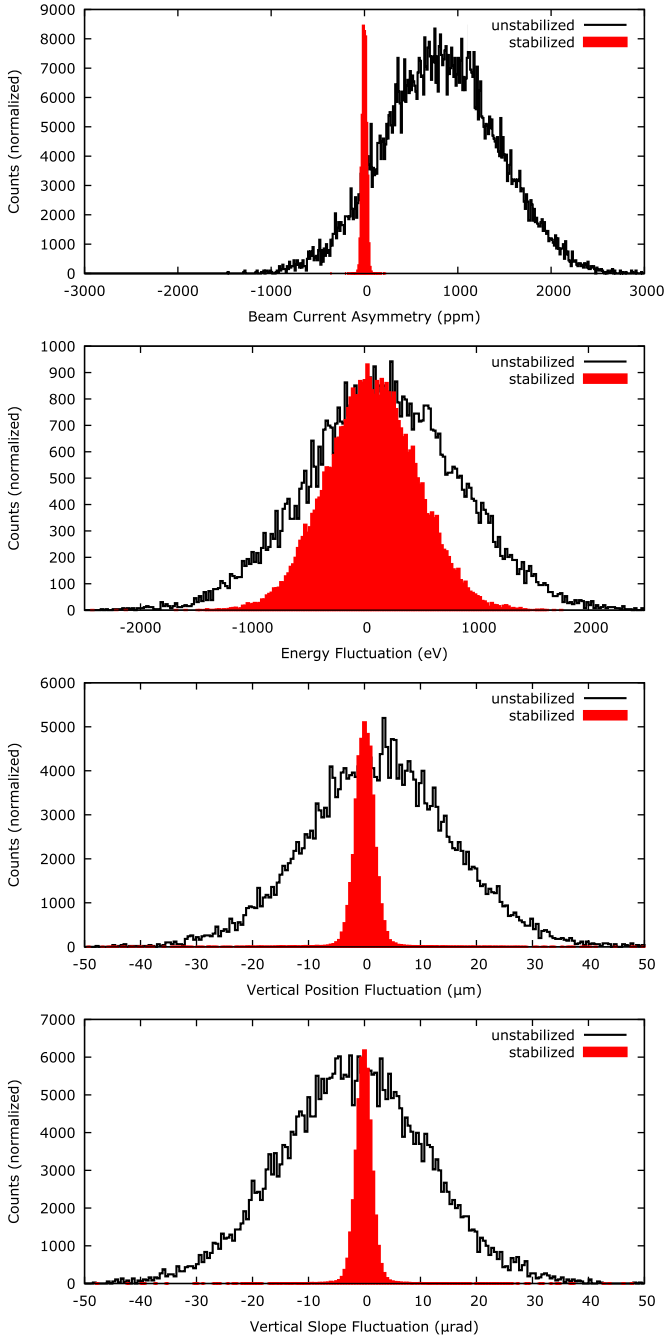 Counts (normalized)
9000
8000
7000
6000
5000
4000
3000
2000
1000
0
unstabilized
stabilized
-3000 -2000 -1000 0 1000 2000 3000
Beam Current Asymmetry (ppm)
Counts (normalized)
1000
900
800
700
600
500
400
300
200
100
0
unstabilized
stabilized
-2000 -1000 0 1000 2000
Energy Fluctuation (eV)
Counts (normalized)
6000
5000
4000
3000
2000
1000
0
unstabilized
stabilized
-50 -40 -30 -20 -10 0 10 20 30 40 50
Vertical Position Fluctuation (μm)
Counts (normalized)
7000
6000
5000
4000
3000
2000
1000
0
unstabilized
stabilized
-50 -40 -30 -20 -10 0 10 20 30 40 50
Vertical Slope Fluctuation (μrad)